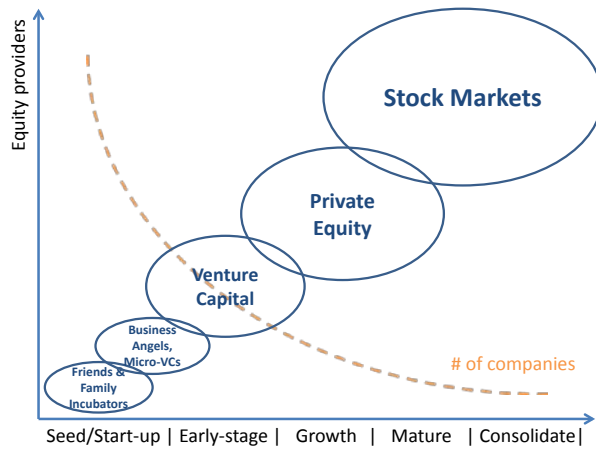 Equity providers
Stock Markets
Private
Equity
Venture
Capital
Business
Angels,
Micro-VCs
Friends &
Family
Incubators
# of companies
Seed/Start-up | Early-stage | Growth | Mature | Consolidate|